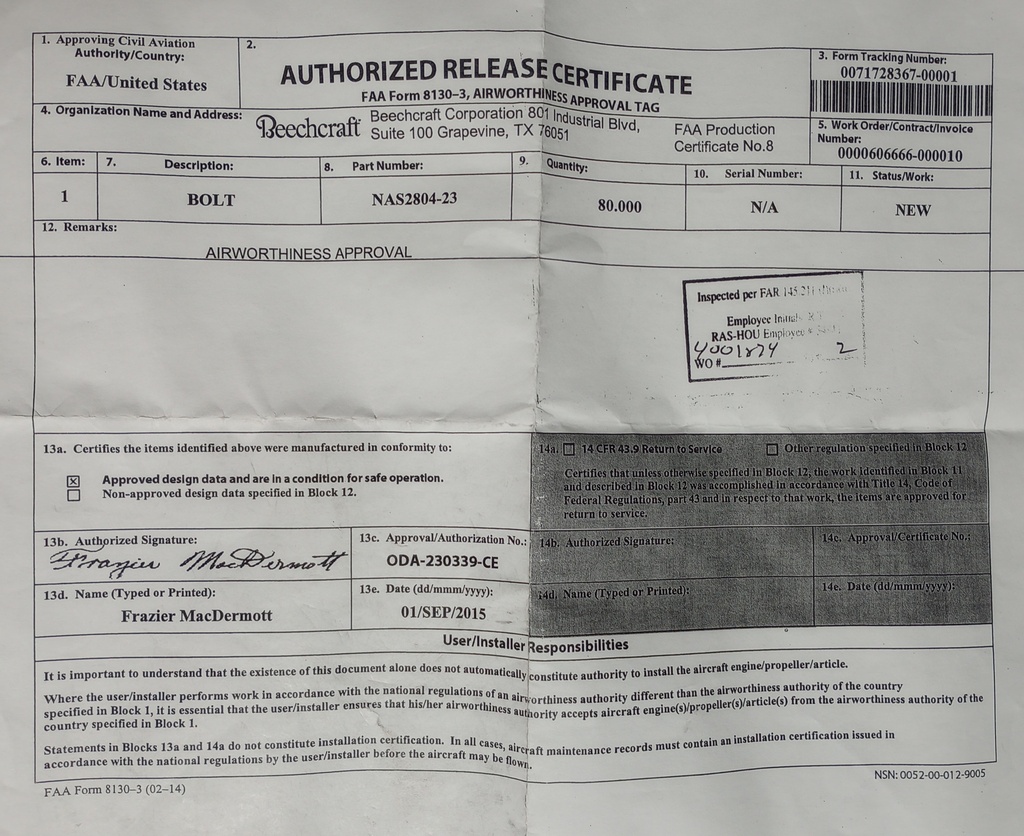 1. Approving Civil Aviation
Authority/Country:
FAA/United States
2.
AUTHORIZED RELEASE CERTIFICATE
FAA Form 8130–3, AIRWORTHINESS APPROVAL TAG
3. Form Tracking Number:
0071728367-00001
4. Organization Name and Address:
Beechcraft
Beechcraft Corporation 801 Industrial Blvd,
Suite 100 Grapevine, TX 76051
FAA Production
Certificate No.8
5. Work Order/Contract/Invoice
Number:
0000606666-000010
6. Item:
7. Description:
8. Part Number:
9. Quantity:
10. Serial Number:
11. Status/Work:
1
BOLT
NAS2804-23
80.000
N/A
NEW
12. Remarks:
AIRWORTHINESS APPROVAL
Inspected per FAR 145.211
Employee Initials
RAS-HOU Employee #
WO #
2
13a. Certifies the items identified above were manufactured in conformity to:
Approved design data and are in a condition for safe operation.
Non-approved design data specified in Block 12.
14a. 14 CFR 43.9 Return to Service
Other regulation specified in Block 12
Certifies that unless otherwise specified in Block 12, the work identified in Block 11
and described in Block 12 was accomplished in accordance with Title 14, Code of
Federal Regulations, part 43 and in respect to that work, the items are approved for
return to service.
13b. Authorized Signature:
Frazier MacDermott
13c. Approval/Authorization No.:
ODA-230339-CE
14b. Authorized Signature:
14c. Approval/Certificate No.:
13d. Name (Typed or Printed):
Frazier MacDermott
13e. Date (dd/mmm/yyyy):
01/SEP/2015
14d. Name (Typed or Printed):
14e. Date (dd/mmm/yyyy):
User/Installer Responsibilities
It is important to understand that the existence of this document alone does not automatically constitute authority to install the aircraft engine/propeller/article.
Where the user/installer performs work in accordance with the national regulations of an airworthiness authority different than the airworthiness authority of the country
specified in Block 1, it is essential that the user/installer ensures that his/her airworthiness authority accepts aircraft engine(s)/propeller(s)/article(s) from the airworthiness authority of the
country specified in Block 1.
Statements in Blocks 13a and 14a do not constitute installation certification. In all cases, aircraft maintenance records must contain an installation certification issued in
accordance with the national regulations by the user/installer before the aircraft may be flown.
FAA Form 8130–3 (02-14)
NSN: 0052-00-012-9005